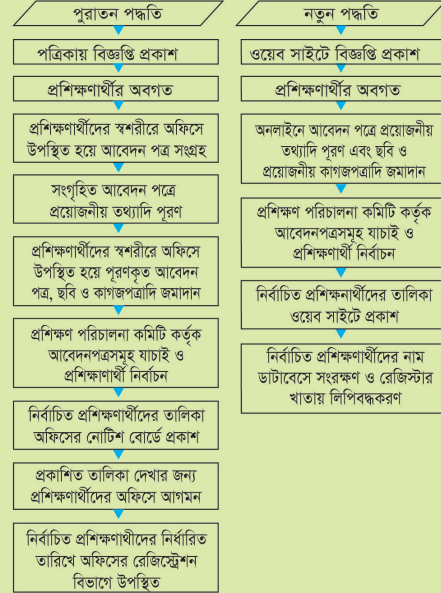 পুরাতন পদ্ধতি
পত্রিকায় বিজ্ঞপ্তি প্রকাশ
প্রশিক্ষণার্থীর অবগত
প্রশিক্ষণার্থীদের স্বশরীরে অফিসে
উপস্থিত হয়ে আবেদন পত্র সংগ্রহ
সংগৃহিত আবেদন পত্রে
প্রয়োজনীয় তথ্যাদি পূরণ
প্রশিক্ষণার্থীদের স্বশরীরে অফিসে
উপস্থিত হয়ে পূরণকৃত আবেদন
পত্র, ছবি ও কাগজপত্রাদি জমাদান
প্রশিক্ষণ পরিচালনা কমিটি কর্তৃক
আবেদনপত্রসমূহ যাচাই ও
প্রশিক্ষাণার্থী নির্বাচন
নির্বাচিত প্রশিক্ষণার্থীদের তালিকা
অফিসের নোটিশ বোর্ডে প্রকাশ
প্রকাশিত তালিকা দেখার জন্য
প্রশিক্ষণার্থীদের অফিসে আগমন
নির্বাচিত প্রশিক্ষণাথীদের নির্ধারিত
তারিখে অফিসের রেজিস্ট্রেশন
বিভাগে উপস্থিত
নতুন পদ্ধতি
ওয়েব সাইটে বিজ্ঞপ্তি প্রকাশ
প্রশিক্ষণার্থীর অবগত
অনলাইনে আবেদন পত্রে প্রয়োজনীয়
তথ্যাদি পূরণ এবং ছবি ও
প্রয়োজনীয় কাগজপত্রাদি জমাদান
প্রশিক্ষণ পরিচালনা কমিটি কর্তৃক
আবেদনপত্রসমূহ যাচাই ও
প্রশিক্ষণার্থী নির্বাচন
নির্বাচিত প্রশিক্ষনার্থীদের তালিকা
ওয়েব সাইটে প্রকাশ
নির্বাচিত প্রশিক্ষণার্থীদের নাম
ডাটাবেসে সংরক্ষণ ও রেজিস্টার
খাতায় লিপিবদ্ধকরণ